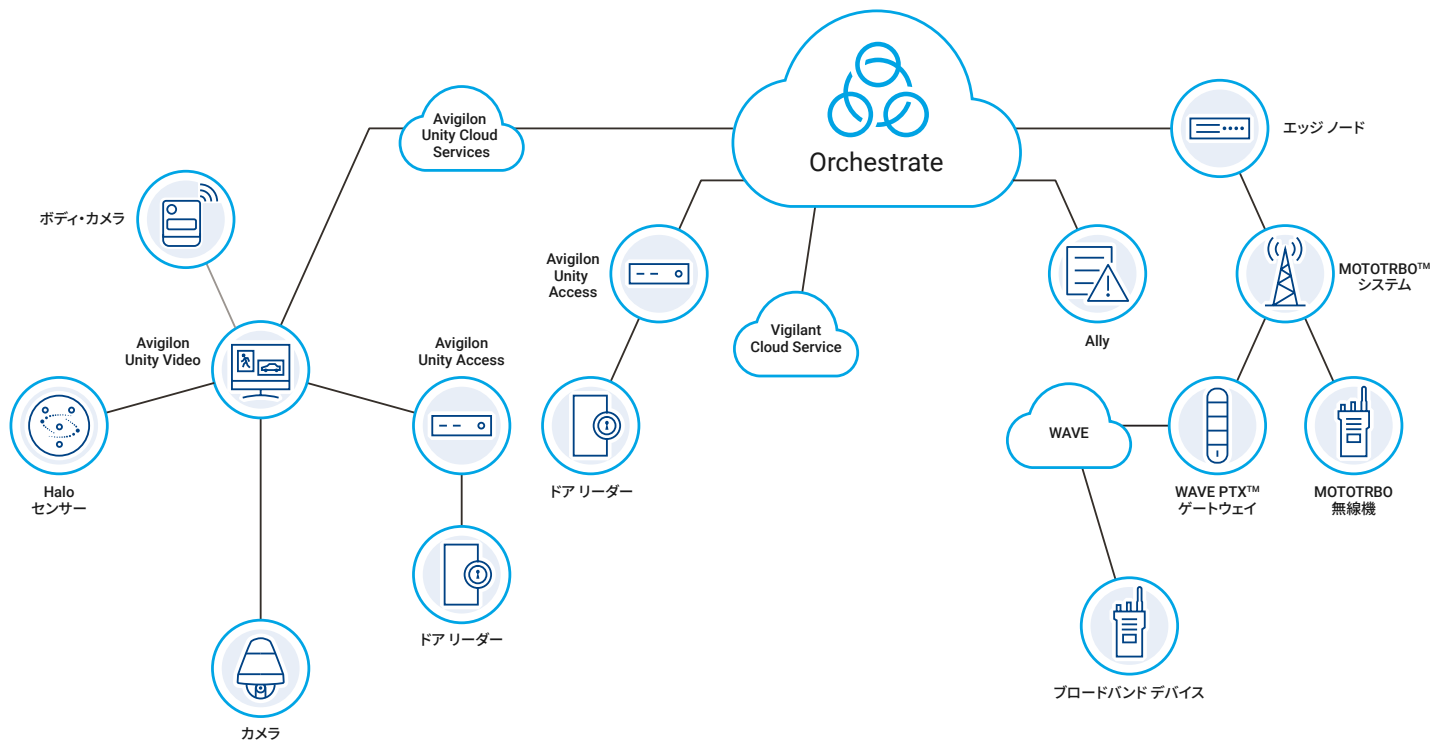 Orchestrate
Avigilon
Unity Cloud
Services
エッジ ノード
ボディ・カメラ
Avigilon
Unity
Access
MOTOTRBO™
システム
Vigilant
Cloud Service
Ally
Avigilon
Unity Video
Avigilon
Unity Access
WAVE
Halo
センサー
ドア リーダー
WAVE PTX™
ゲートウェイ
MOTOTRBO
無線機
ドア リーダー
ブロードバンド デバイス
カメラ